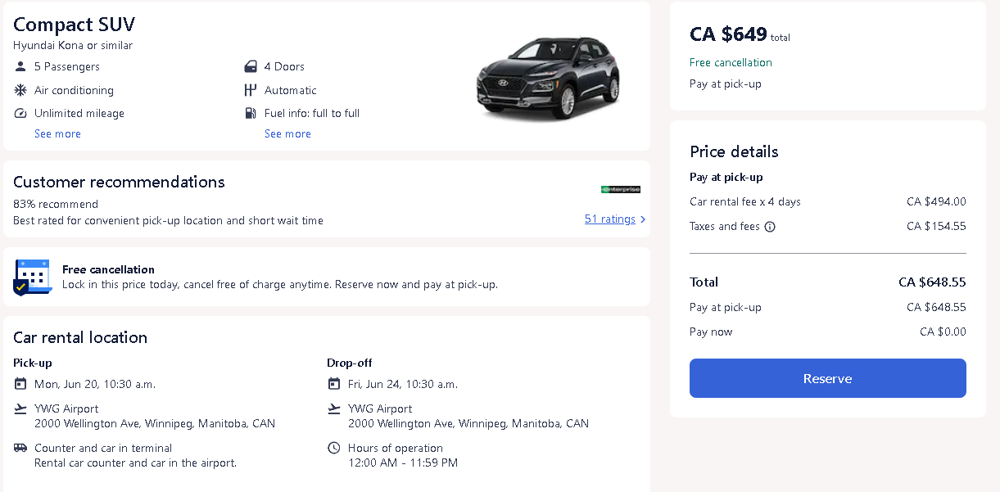 Compact SUV
Hyundai Kona or similar
5 Passengers
4 Doors
Air conditioning
Automatic
Unlimited mileage
Fuel info: full to full
See more
See more
Customer recommendations
enterprise
83% recommend
Best rated for convenient pick-up location and short wait time
51 ratings
Free cancellation
Lock in this price today, cancel free of charge anytime. Reserve now and pay at pick-up.
Car rental location
Pick-up
Mon, Jun 20, 10:30 a.m.
YWG Airport
2000 Wellington Ave, Winnipeg, Manitoba, CAN
Counter and car in terminal
Rental car counter and car in the airport.
Drop-off
Fri, Jun 24, 10:30 a.m.
YWG Airport
2000 Wellington Ave, Winnipeg, Manitoba, CAN
Hours of operation
12:00 AM - 11:59 PM
CA $649 total
Free cancellation
Pay at pick-up
Price details
Pay at pick-up
Car rental fee x 4 days CA $494.00
Taxes and fees CA $154.55
Total CA $648.55
Pay at pick-up CA $648.55
Pay now CA $0.00
Reserve